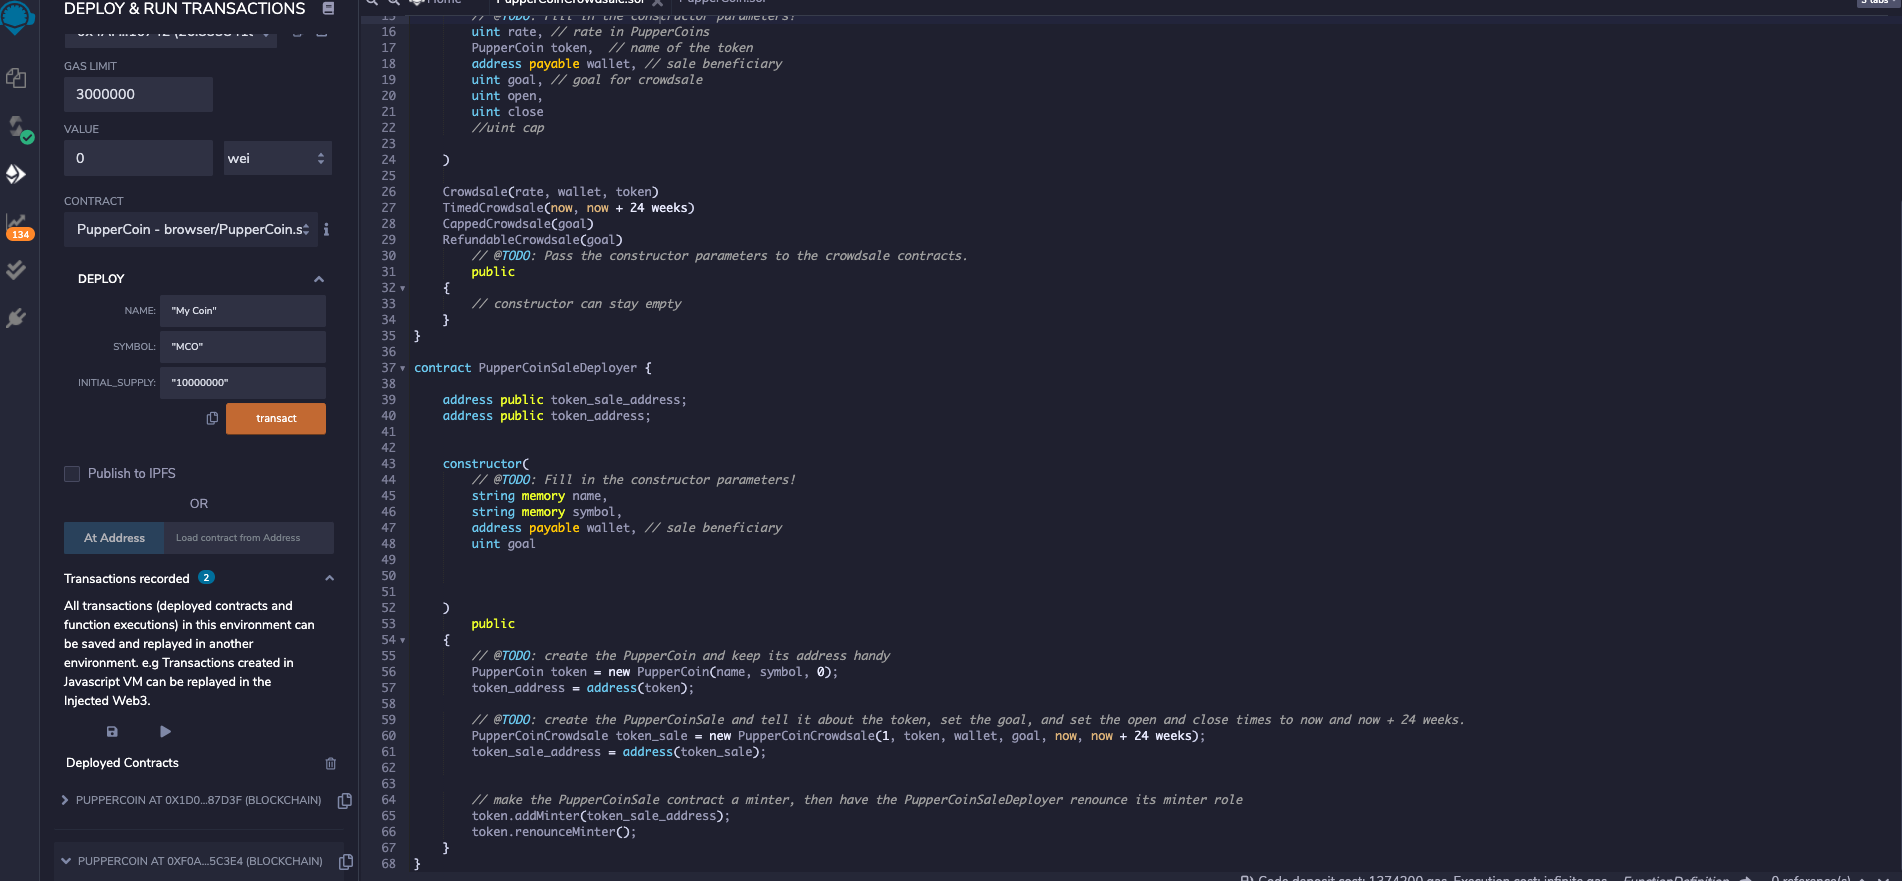 DEPLOY & RUN TRANSACTIONS
GAS LIMIT
3000000
VALUE
0
wei
CONTRACT
PupperCoin - browser/PupperCoin.s
i
134
DEPLOY
NAME:
"My Coin"
SYMBOL:
"MCO"
INITIAL_SUPPLY:
"10000000"
transact
Publish to IPFS
OR
At Address
Load contract from Address
Transactions recorded 2
All transactions (deployed contracts and
function executions) in this environment can
be saved and replayed in another
environment. e.g Transactions created in
Javascript VM can be replayed in the
Injected Web3.
Deployed Contracts
PUPPERCOIN AT 0X1D0...87D3F (BLOCKCHAIN)
PUPPERCOIN AT 0XF0A...5C3E4 (BLOCKCHAIN)
Home
PupperCoinCrowdsale.sol
PupperCoin.sol
3 tabs
15 // @TODO: Fill in the constructor parameters!
16 uint rate, // rate in PupperCoins
17 PupperCoin token, // name of the token
18 address payable wallet, // sale beneficiary
19 uint goal, // goal for crowdsale
20 uint open,
21 uint close
22 //uint cap
23
24 )
25
26 Crowdsale(rate, wallet, token)
27 TimedCrowdsale(now, now + 24 weeks)
28 CappedCrowdsale(goal)
29 RefundableCrowdsale(goal)
30 // @TODO: Pass the constructor parameters to the crowdsale contracts.
31 public
32 {
33 // constructor can stay empty
34 }
35 }
36
37 contract PupperCoinSaleDeployer {
38
39 address public token_sale_address;
40 address public token_address;
41
42
43 constructor(
44 // @TODO: Fill in the constructor parameters!
45 string memory name,
46 string memory symbol,
47 address payable wallet, // sale beneficiary
48 uint goal
49
50
51
52 )
53 public
54 {
55 // @TODO: create the PupperCoin and keep its address handy
56 PupperCoin token = new PupperCoin(name, symbol, 0);
57 token_address = address(token);
58
59 // @TODO: create the PupperCoinSale and tell it about the token, set the goal, and set the open and close times to now and now + 24 weeks.
60 PupperCoinCrowdsale token_sale = new PupperCoinCrowdsale(1, token, wallet, goal, now, now + 24 weeks);
61 token_sale_address = address(token_sale);
62
63
64 // make the PupperCoinSale contract a minter, then have the PupperCoinSaleDeployer renounce its minter role
65 token.addMinter(token_sale_address);
66 token.renounceMinter();
67 }
68 }
Code deposit cost: 1374200 gas, Execution cost: infinite gas FunctionDefinition 0 reference(s)